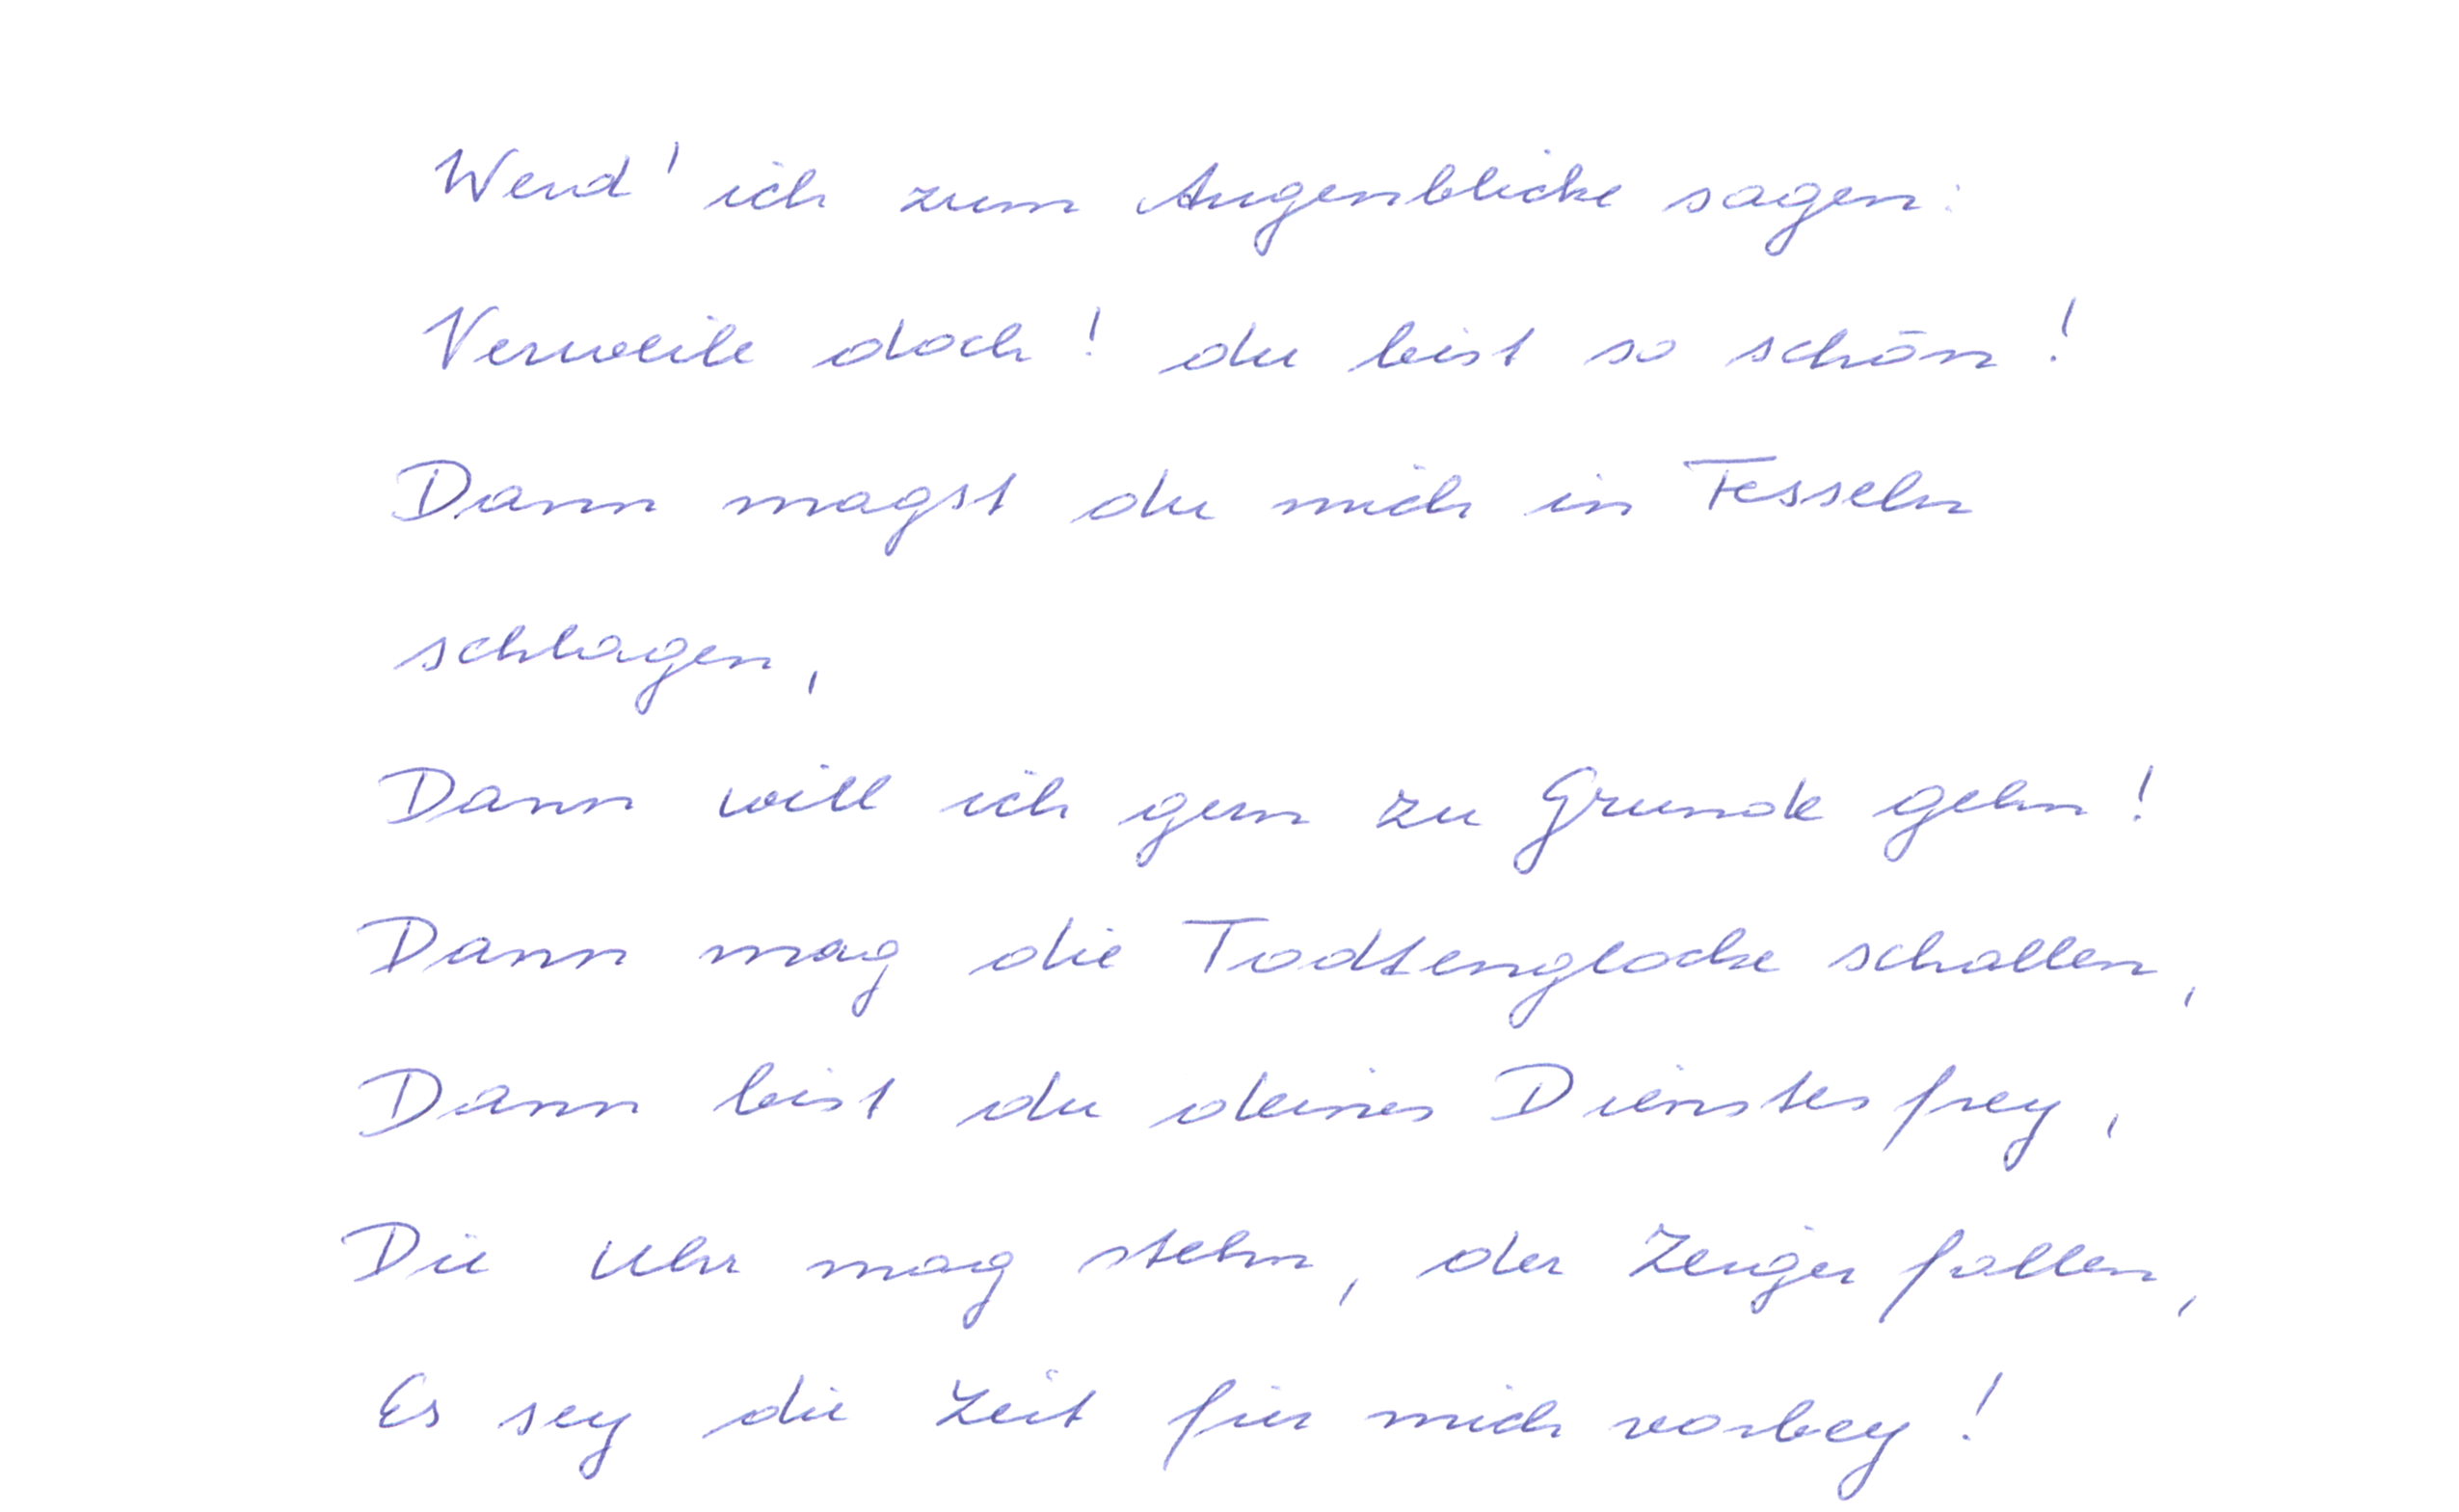 Werd' ich zum Augenblicke sagen:
Verweile doch! du bist so schön!
Dann magst du mich in Fesseln
schlagen,
Dann will ich gern zu Grunde gehn!
Dann mag die Todtenglocke schallen,
Dann bist du deines Dienstes frey,
Die Uhr mag stehn, der Zeiger fallen,
Es sey die Zeit für mich vorbey!